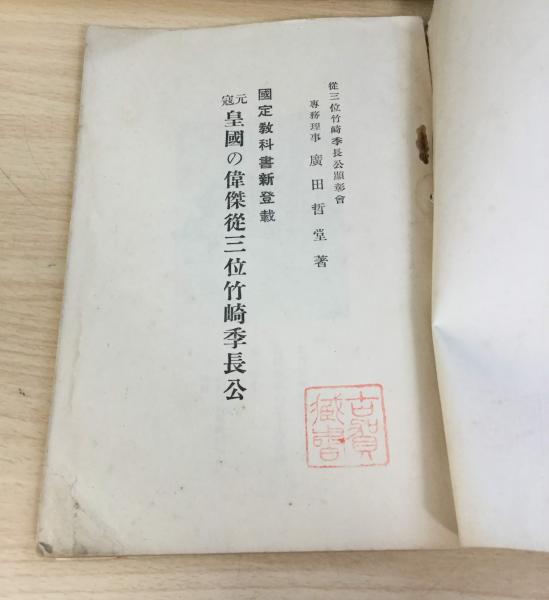 從三位竹崎季長公顯彰會
專務理事 廣田哲堂著
國定教科書新登載
元寇 皇國の偉傑從三位竹崎季長公
古賀
藏書